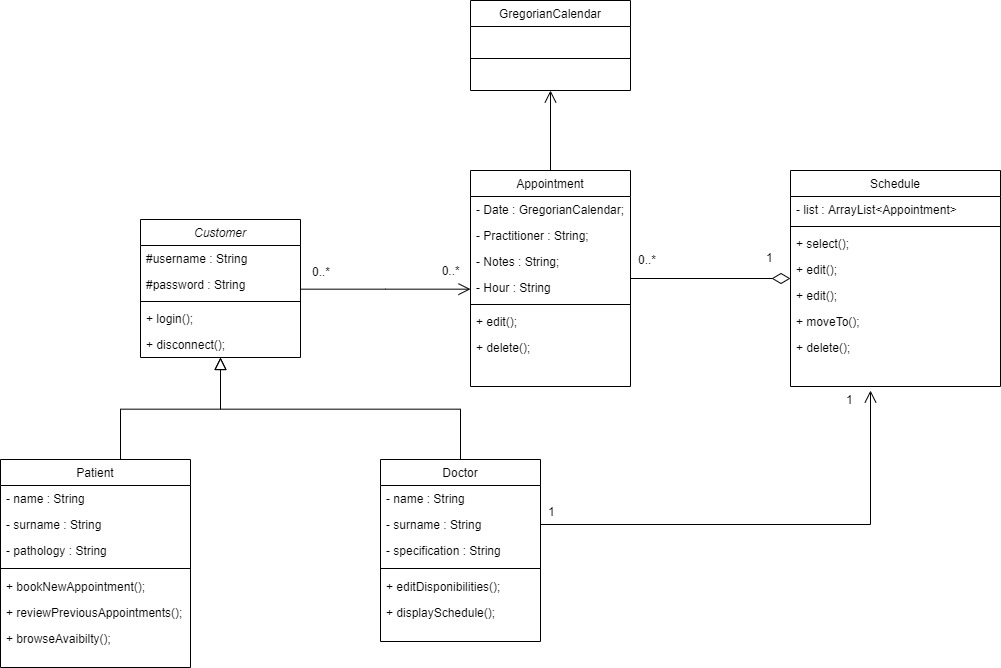 GregorianCalendar
Appointment
- Date : GregorianCalendar;
- Practitioner : String;
- Notes : String;
- Hour : String
+ edit();
+ delete();
Schedule
- list : ArrayList<Appointment>
+ select();
+ edit();
+ edit();
+ moveTo();
+ delete();
Customer
#username : String
#password : String
+ login();
+ disconnect();
0..*
0..*
0..*
1
1
1
Patient
- name : String
- surname : String
- pathology : String
+ bookNewAppointment();
+ reviewPreviousAppointments();
+ browseAvaibilty();
Doctor
- name : String
- surname : String
- specification : String
+ editDisponibilities();
+ displaySchedule();